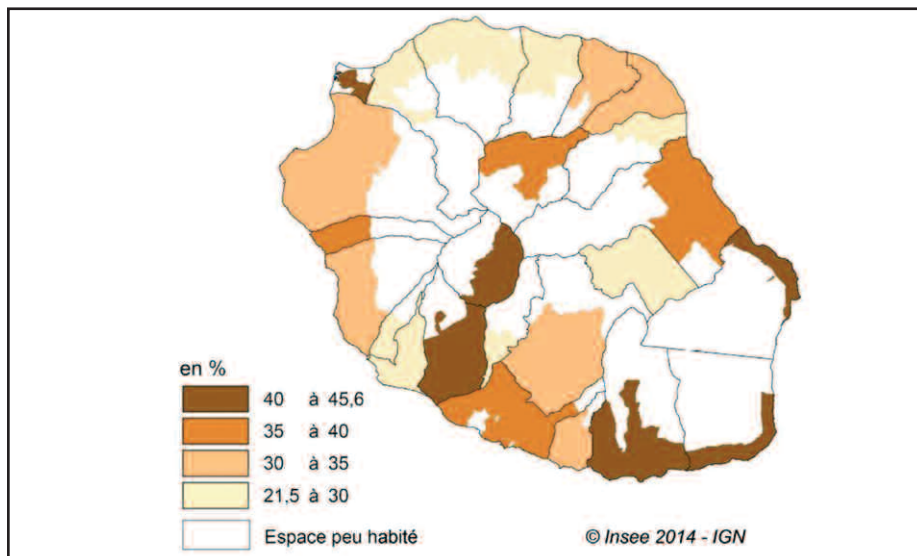 en %
40 à 45,6
35 à 40
30 à 35
21,5 à 30
Espace peu habité
© Insee 2014 - IGN